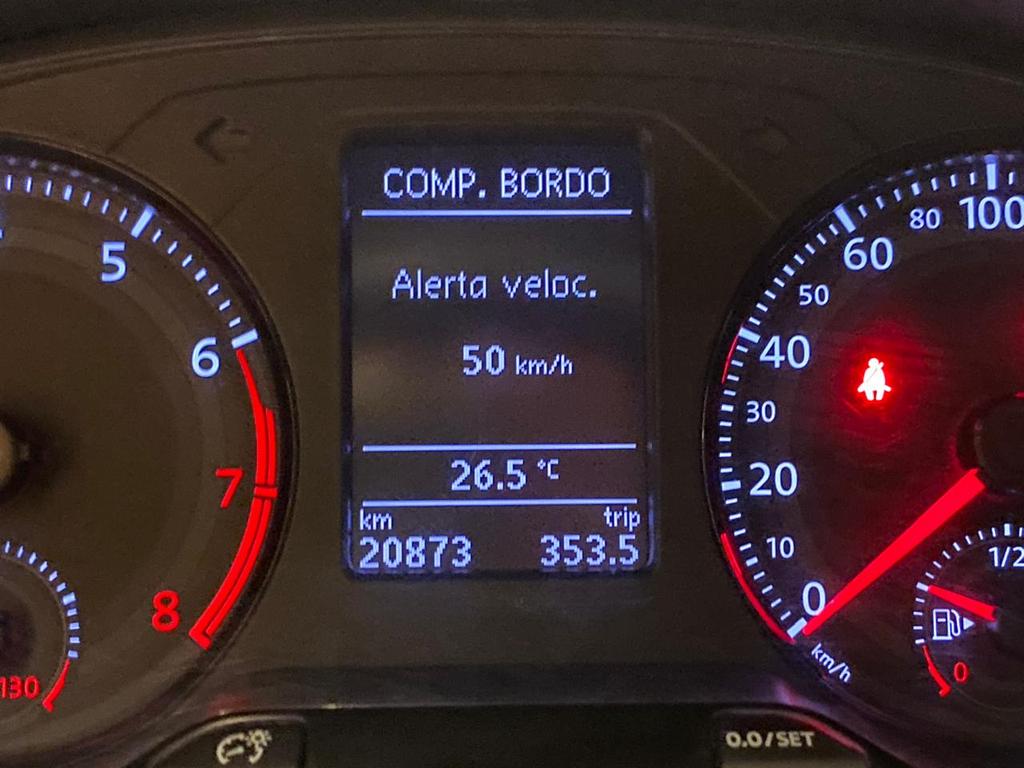 COMP. BORDO
Alerta veloc.
50 km/h
26.5 °C
km trip
20873 353.5
5
6
7
8
130
100
80
60
50
40
30
20
10
0
km/h
1/2
0
0.0/SET